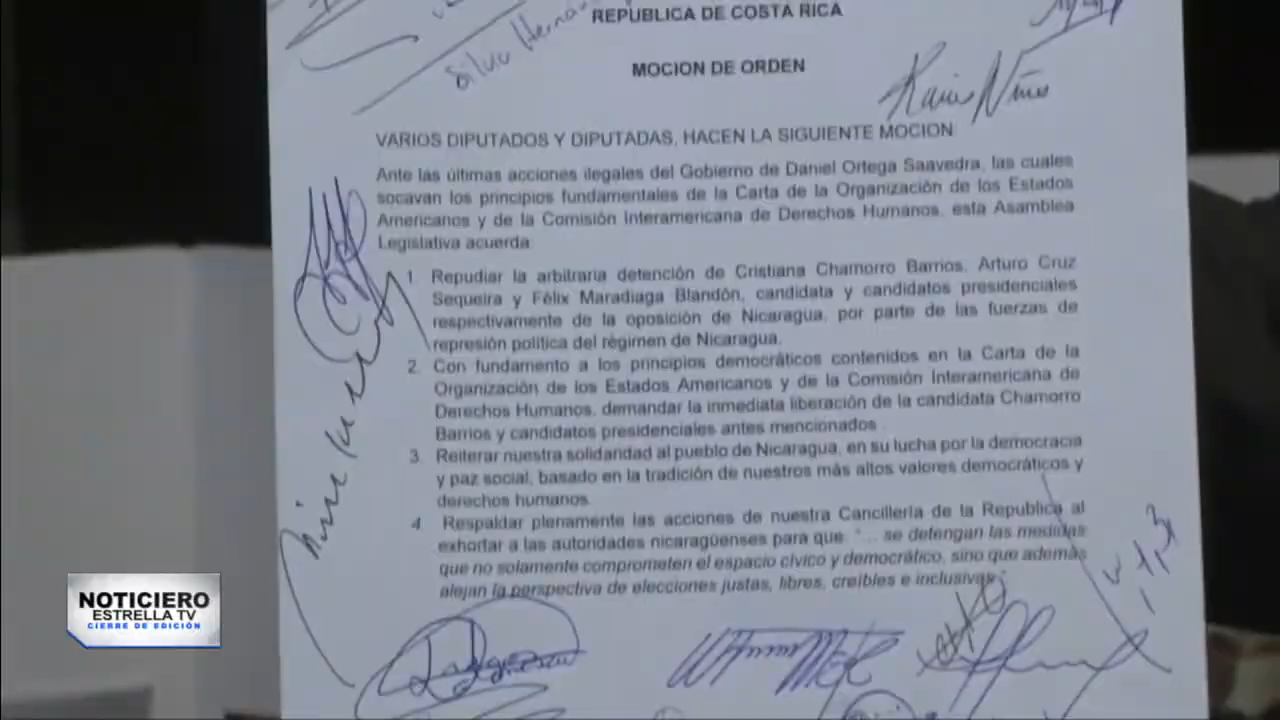 REPUBLICA DE COSTA RICA
Silvia Hernán
MOCION DE ORDEN
VARIOS DIPUTADOS Y DIPUTADAS, HACEN LA SIGUIENTE MOCION
Ante las últimas acciones ilegales del Gobierno de Daniel Ortega Saavedra, las cuales
socavan los principios fundamentales de la Carta de la Organización de los Estados
Americanos y de la Comisión Interamericana de Derechos Humanos, esta Asamblea
Legislativa acuerda:
1. Repudiar la arbitraria detención de Cristiana Chamorro Barrios, Arturo Cruz
Sequeira y Félix Maradiaga Blandón, candidata y candidatos presidenciales
respectivamente de la oposición de Nicaragua, por parte de las fuerzas de
represión política del régimen de Nicaragua.
2. Con fundamento a los principios democráticos contenidos en la Carta de la
Organización de los Estados Americanos y de la Comisión Interamericana de
Derechos Humanos, demandar la inmediata liberación de la candidata Chamorro
Barrios y candidatos presidenciales antes mencionados.
3. Reiterar nuestra solidaridad al pueblo de Nicaragua, en su lucha por la democracia
y paz social, basado en la tradición de nuestros más altos valores democráticos y
derechos humanos.
4. Respaldar plenamente las acciones de nuestra Cancillería de la Republica al
exhortar a las autoridades nicaragüenses para que "... se detengan las medidas
que no solamente comprometen el espacio cívico y democrático, sino que además
alejan la perspectiva de elecciones justas, libres, creíbles e inclusivas"
NOTICIERO
ESTRELLA TV
CIERRE DE EDICIÓN